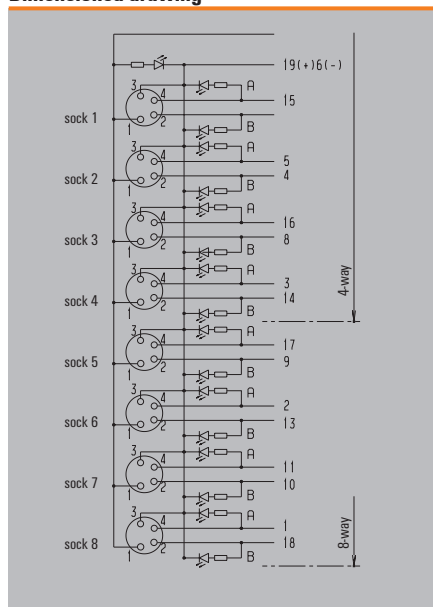 Dimensioned drawing
19(+)6(-)
3 A
4 15
sock 1
1 2 B
3 A
4 5
sock 2 4
1 2 B
3 A
4 16
sock 3 8
1 2 B
3 A
4 3
sock 4 14
1 2 B
4-way
3 A
4 17
sock 5 9
1 2 B
3 A
4 2
sock 6 13
1 2 B
3 A
4 11
sock 7 10
1 2 B
3 A
4 1
sock 8 18
1 2 B
8-way